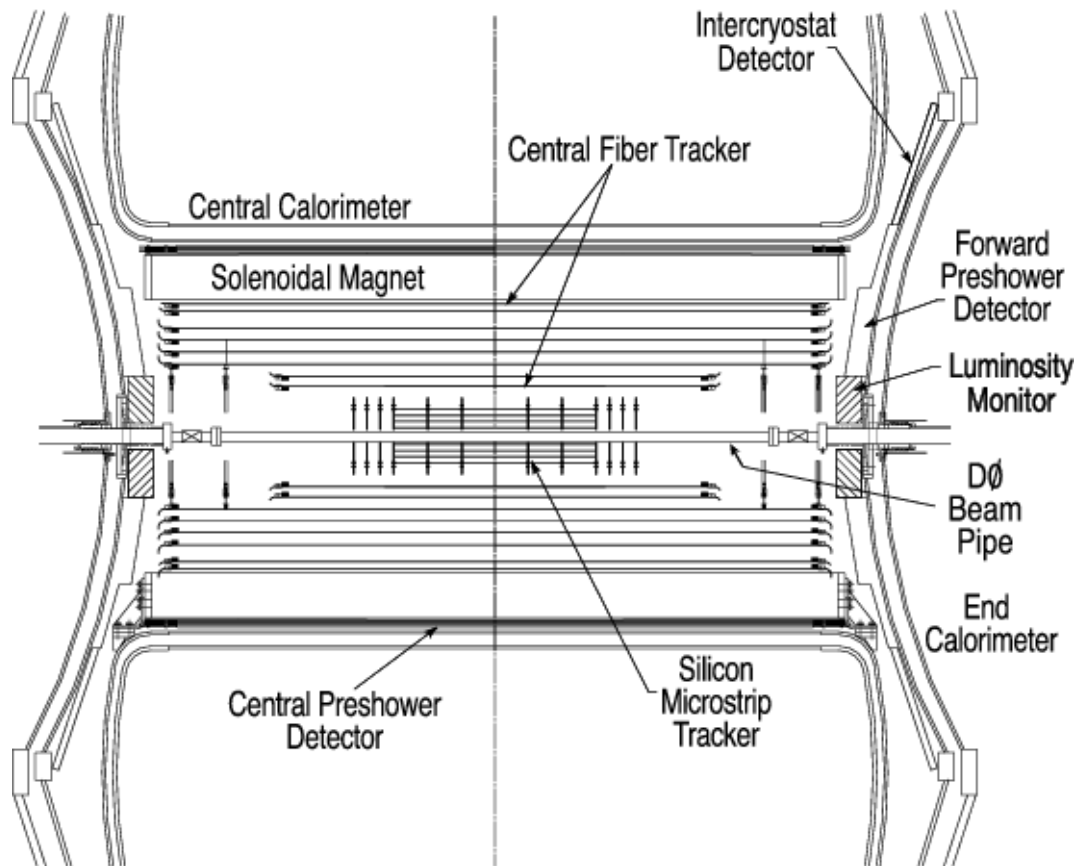 Intercryostat
Detector
Central Fiber Tracker
Central Calorimeter
Solenoidal Magnet
Forward
Preshower
Detector
Luminosity
Monitor
DØ
Beam
Pipe
End
Calorimeter
Silicon
Microstrip
Tracker
Central Preshower
Detector